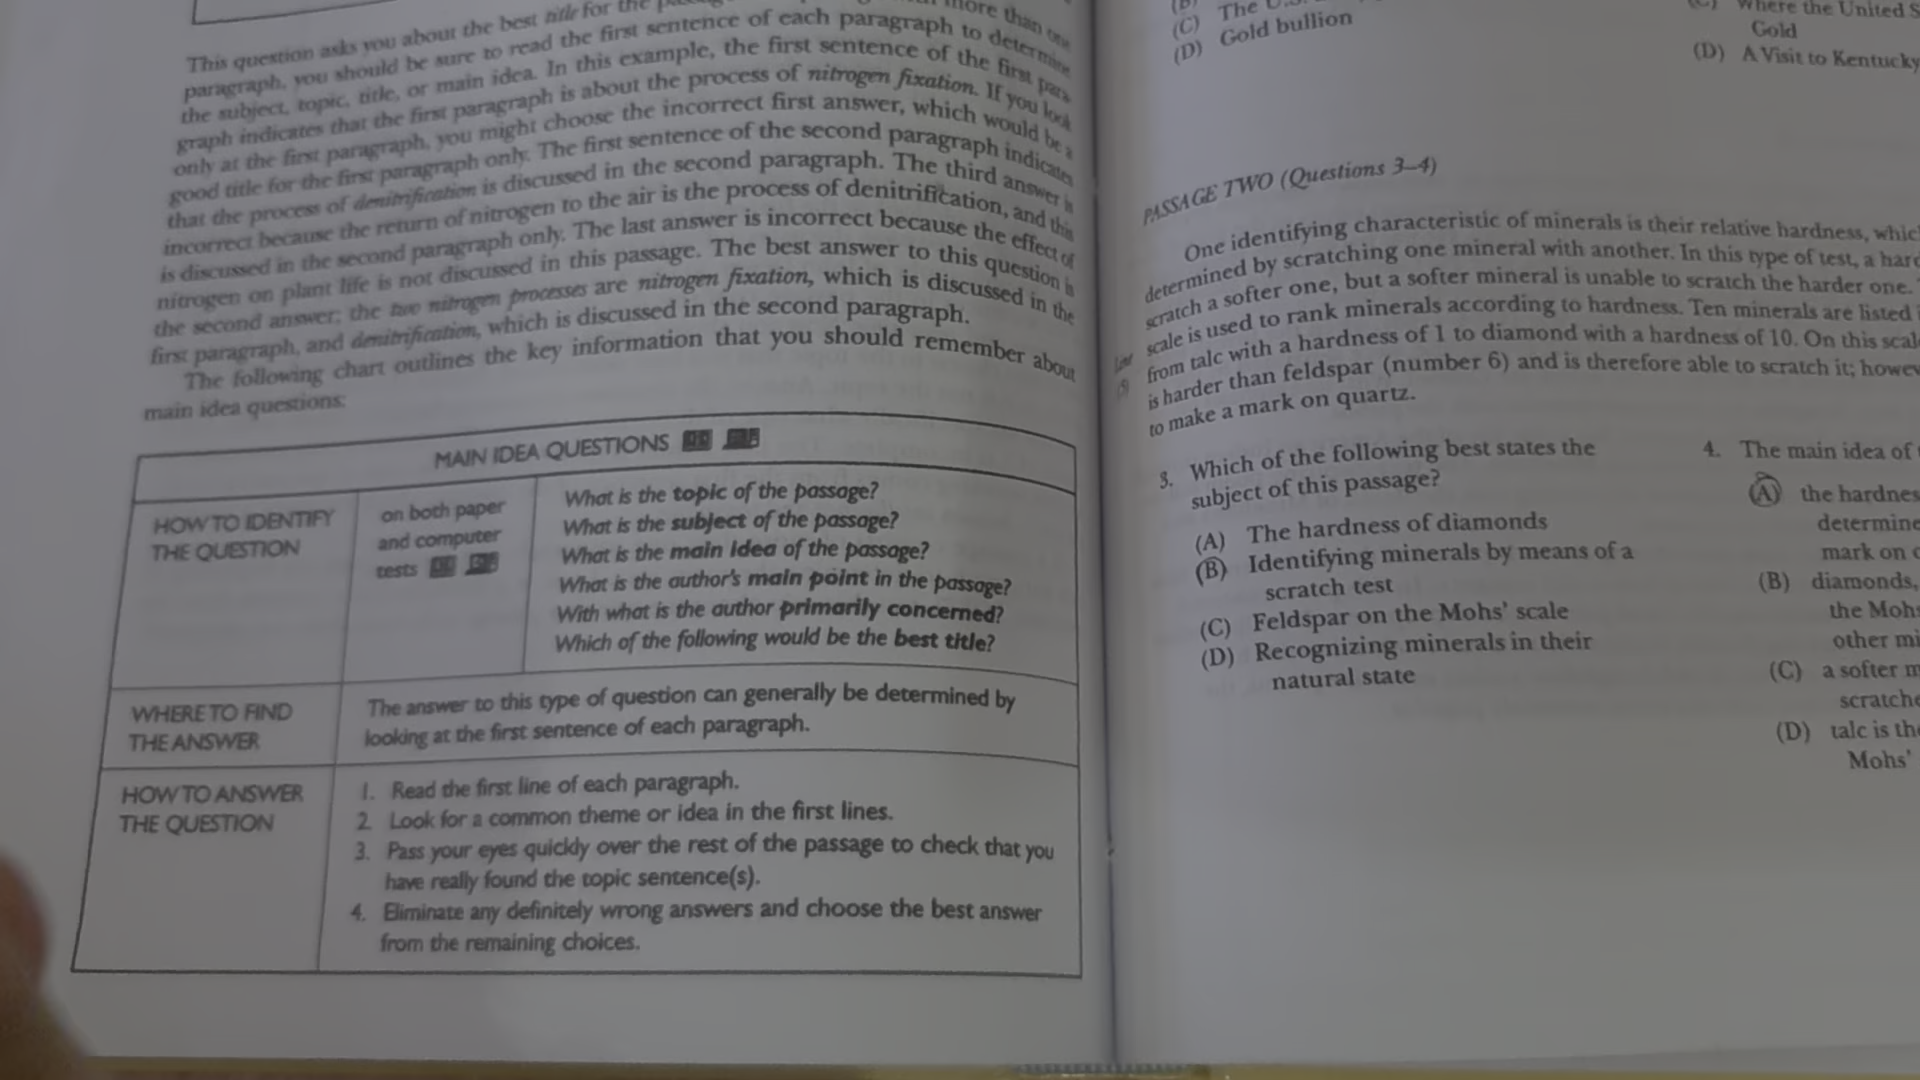 This question asks you about the best title for the
more than one
paragraph, you should be sure to read the first sentence of each paragraph to determine
the subject, topic, title, or main idea. In this example, the first sentence of the first para-
graph indicates that the first paragraph is about the process of nitrogen fixation. If you look
only at the first paragraph, you might choose the incorrect first answer, which would be a
good title for the first paragraph only. The first sentence of the second paragraph indicates
that the process of denitrification is discussed in the second paragraph. The third answer is
incorrect because the return of nitrogen to the air is the process of denitrification, and this
is discussed in the second paragraph only. The last answer is incorrect because the effect of
nitrogen on plant life is not discussed in this passage. The best answer to this question is
the second answer; the two nitrogen processes are nitrogen fixation, which is discussed in the
first paragraph, and denitrification, which is discussed in the second paragraph.
The following chart outlines the key information that you should remember about
main idea questions:
MAIN IDEA QUESTIONS
HOW TO IDENTIFY
THE QUESTION
on both paper
and computer
tests
What is the topic of the passage?
What is the subject of the passage?
What is the main idea of the passage?
What is the author's main point in the passage?
With what is the author primarily concerned?
Which of the following would be the best title?
WHERE TO FIND
THE ANSWER
The answer to this type of question can generally be determined by
looking at the first sentence of each paragraph.
HOW TO ANSWER
THE QUESTION
1. Read the first line of each paragraph.
2. Look for a common theme or idea in the first lines.
3. Pass your eyes quickly over the rest of the passage to check that you
have really found the topic sentence(s).
4. Eliminate any definitely wrong answers and choose the best answer
from the remaining choices.
(C) The
(D) Gold bullion
Where the United
Gold
(D) A Visit to Kentucky
PASSAGE TWO (Questions 3–4)
One identifying characteristic of minerals is their relative hardness,
determined by scratching one mineral with another. In this type of test, a
scratch a softer one, but a softer mineral is unable to scratch the harder one.
scale is used to rank minerals according to hardness. Ten minerals are listed
from talc with a hardness of 1 to diamond with a hardness of 10. On this
is harder than feldspar (number 6) and is therefore able to scratch it;
to make a mark on quartz.
Line
(5)
3. Which of the following best states the
subject of this passage?
(A) The hardness of diamonds
(B) Identifying minerals by means of a
scratch test
(C) Feldspar on the Mohs' scale
(D) Recognizing minerals in their
natural state
4. The main idea of
(A) the
determine
mark on
(B) diamonds,
the
other
(C) a softer
(D) talc is
Mohs'